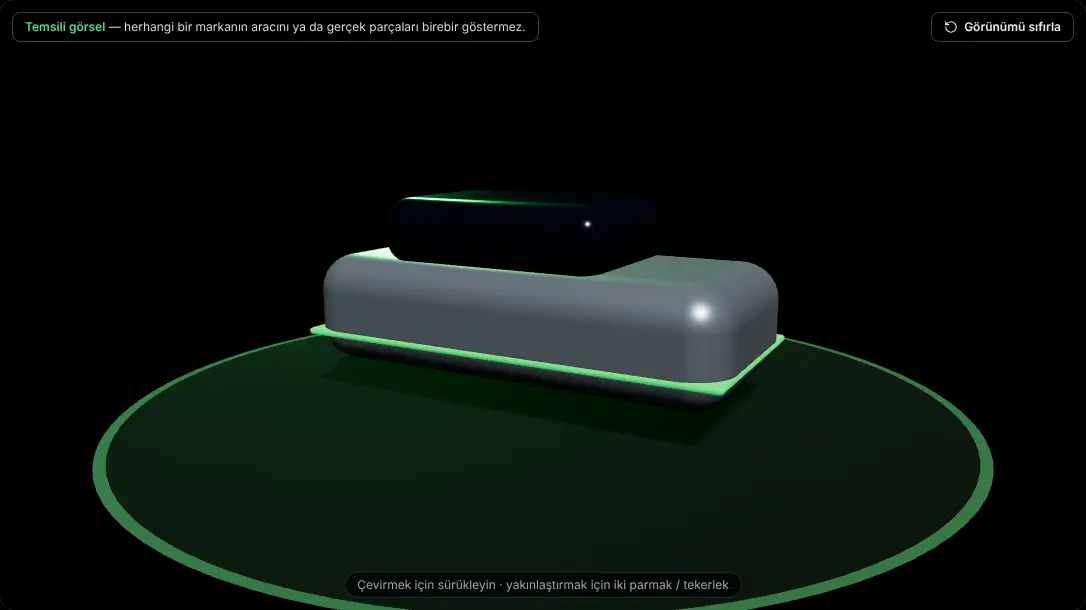 Temsili görsel — herhangi bir markanın aracını ya da gerçek parçaları birebir göstermez.
Görünümü sıfırla
Çevirmek için sürükleyin · yakınlaştırmak için iki parmak / tekerlek